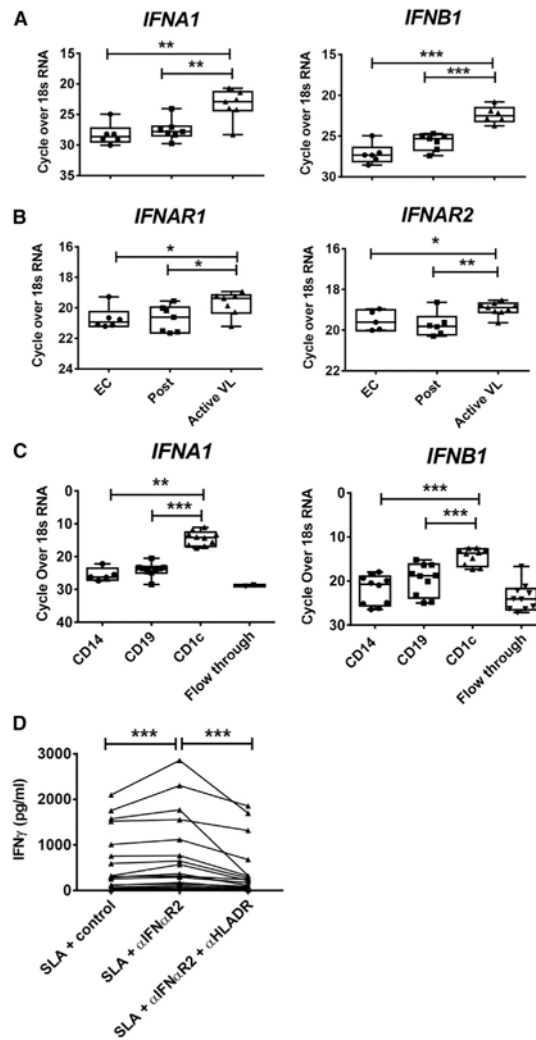 A
IFNA1
IFNB1
Cycle over 18s RNA
15
20
25
30
35
**
**
Cycle over 18s RNA
15
20
25
30
***
***
B
IFNAR1
IFNAR2
Cycle over 18s RNA
16
18
20
22
24
*
*
EC
Post
Active VL
Cycle over 18s RNA
16
18
20
22
*
**
EC
Post
Active VL
C
IFNA1
IFNB1
Cycle Over 18s RNA
0
10
20
30
40
**
***
CD14
CD19
CD1c
Flow through
Cycle over 18s RNA
0
10
20
30
***
***
CD14
CD19
CD1c
Flow through
D
IFNγ (pg/ml)
3000
2000
1000
0
***
***
SLA + control
SLA + αIFNαR2
SLA + αIFNαR2 + αHLADR